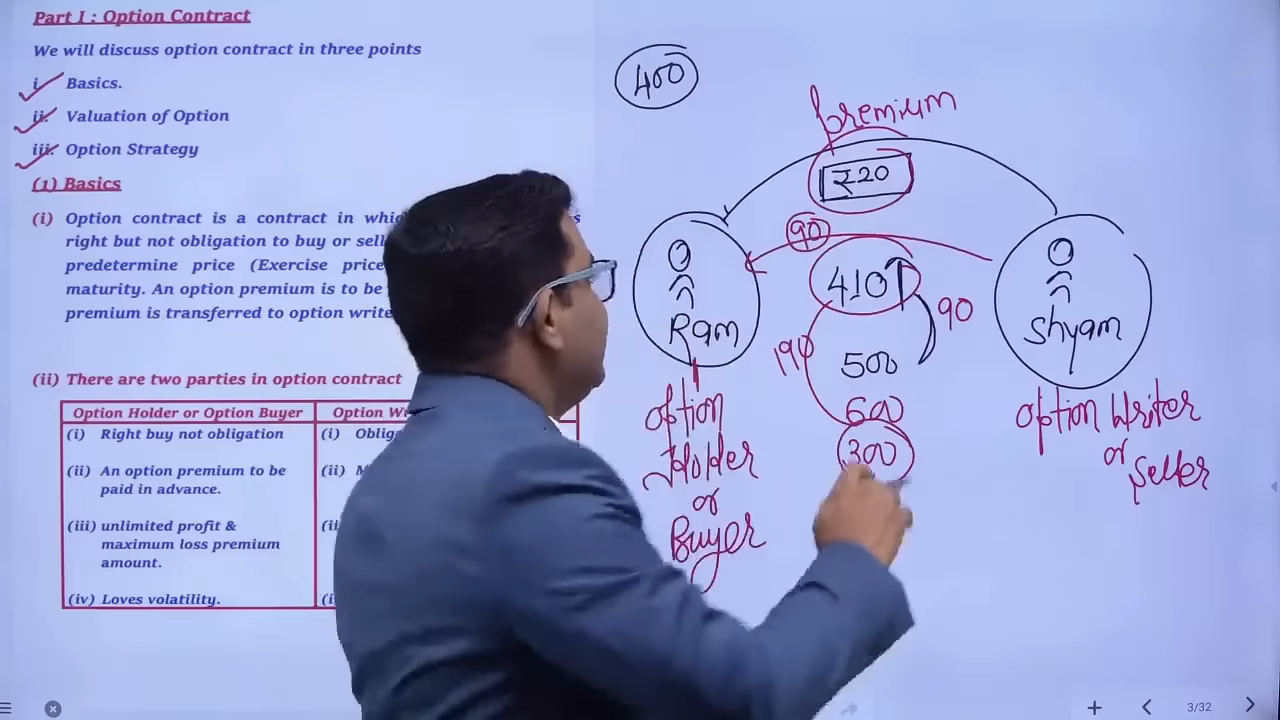 Part I : Option Contract
We will discuss option contract in three points
i. Basics.
ii. Valuation of Option
iii. Option Strategy
(1) Basics
(i) Option contract is a contract in
right but not obligation to buy or sell
predetermine price (Exercise price
maturity. An option premium is to be
premium is transferred to option write
(ii) There are two parties in option contract
Option Holder or Option Buyer
(i) Right buy not obligation
(ii) An option premium to be
paid in advance.
(iii) unlimited profit &
maximum loss premium
amount.
(iv) Loves volatility.
Option
(i)
(ii)
400
premium
₹20
90
410
90
190
500
600
300
Ram
Option
Holder
or
Buyer
Shyam
Option Writer
or
Seller
3/32